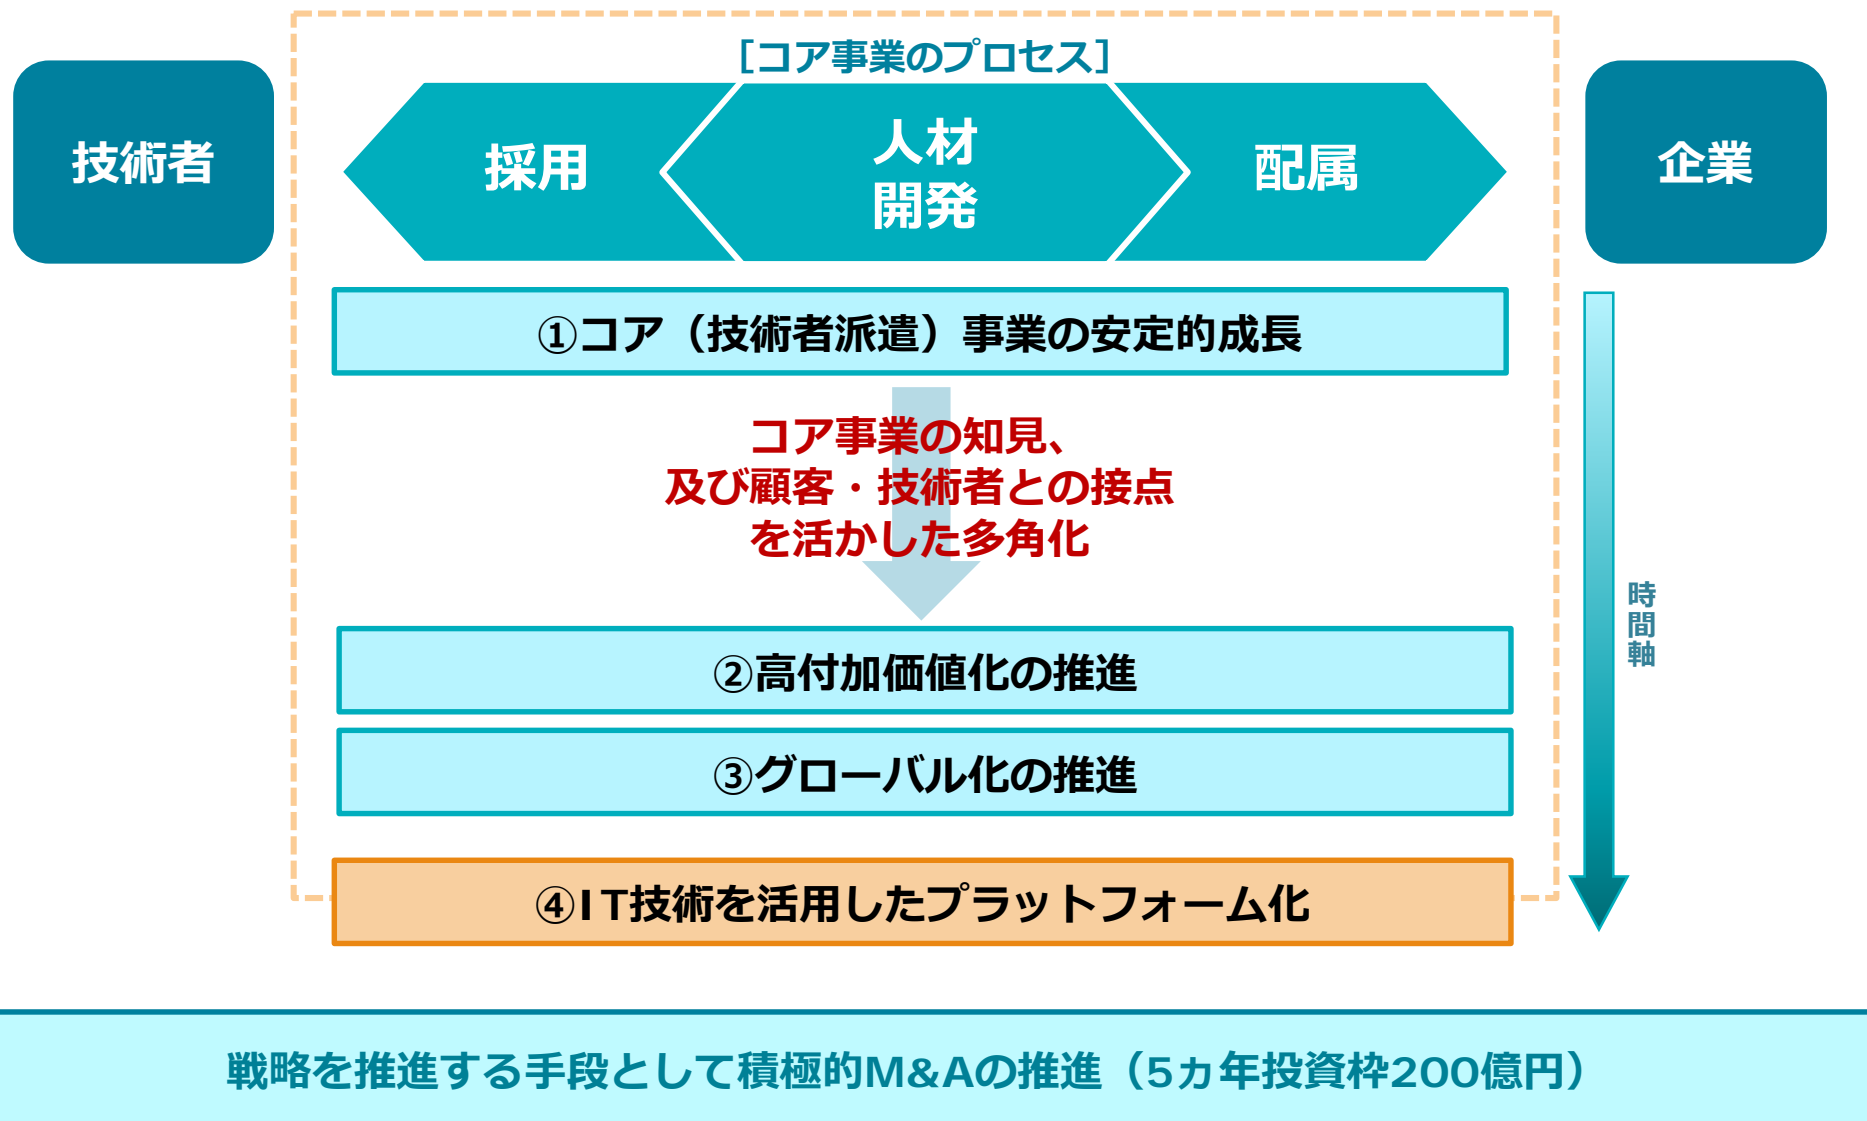 ［コア事業のプロセス］
技術者
採用
人材
開発
配属
企業
①コア（技術者派遣）事業の安定的成長
コア事業の知見、
及び顧客・技術者との接点
を活かした多角化
②高付加価値化の推進
③グローバル化の推進
④IT技術を活用したプラットフォーム化
時間軸
戦略を推進する手段として積極的M&Aの推進（5ヵ年投資枠200億円）